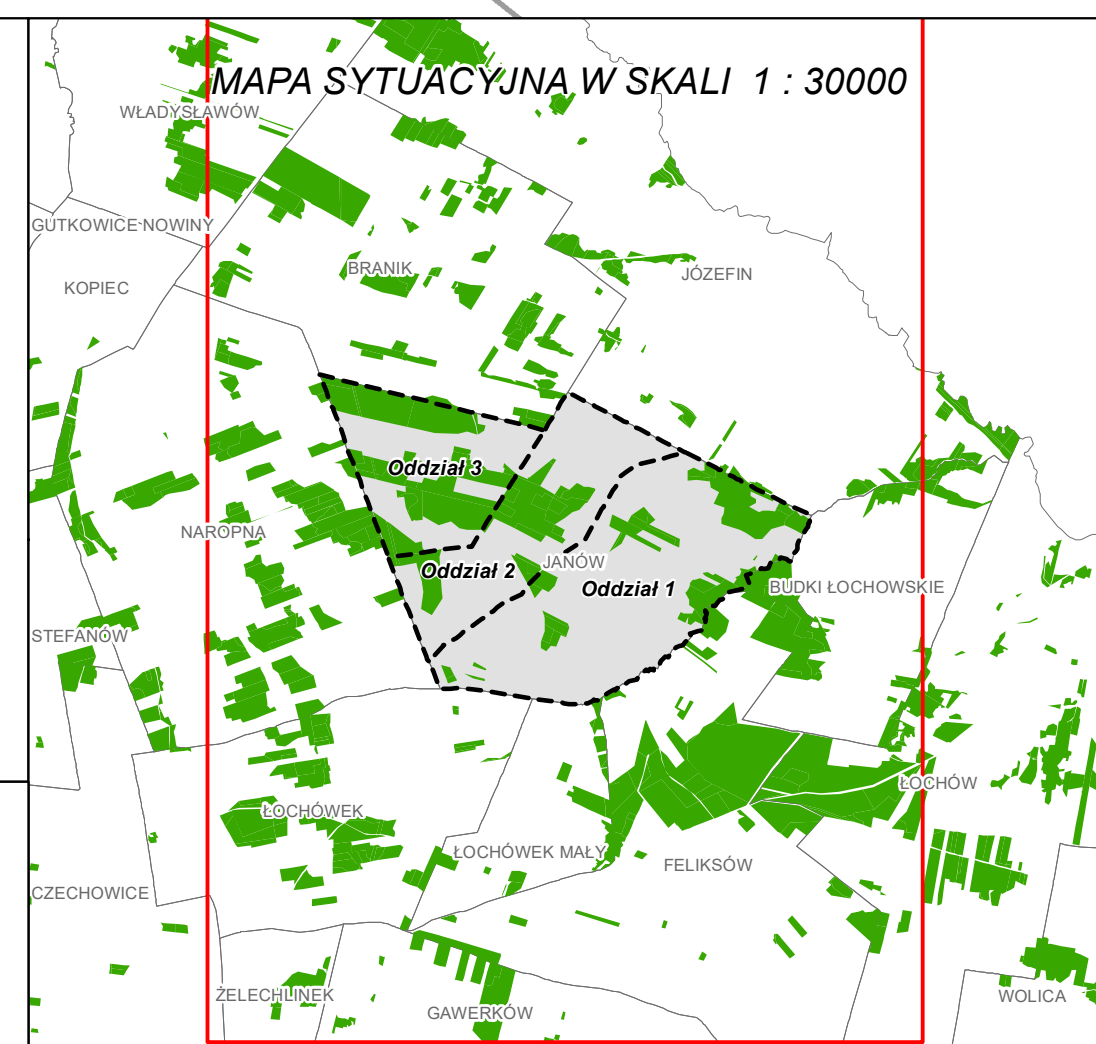 MAPA SYTUACYJNA W SKALI 1 : 30000
WŁADYSŁAWÓW
GUTKOWICE-NOWINY
BRANIK
JÓZEFIN
KOPIEC
Oddział 3
NAROPNA
JANÓW
Oddział 2
Oddział 1
BUDKI ŁOCHOWSKIE
STEFANÓW
ŁOCHÓW
ŁOCHÓWEK
ŁOCHÓWEK MAŁY
FELIKSÓW
CZECHOWICE
ŻELECHLINEK
WOLICA
GAWERKÓW